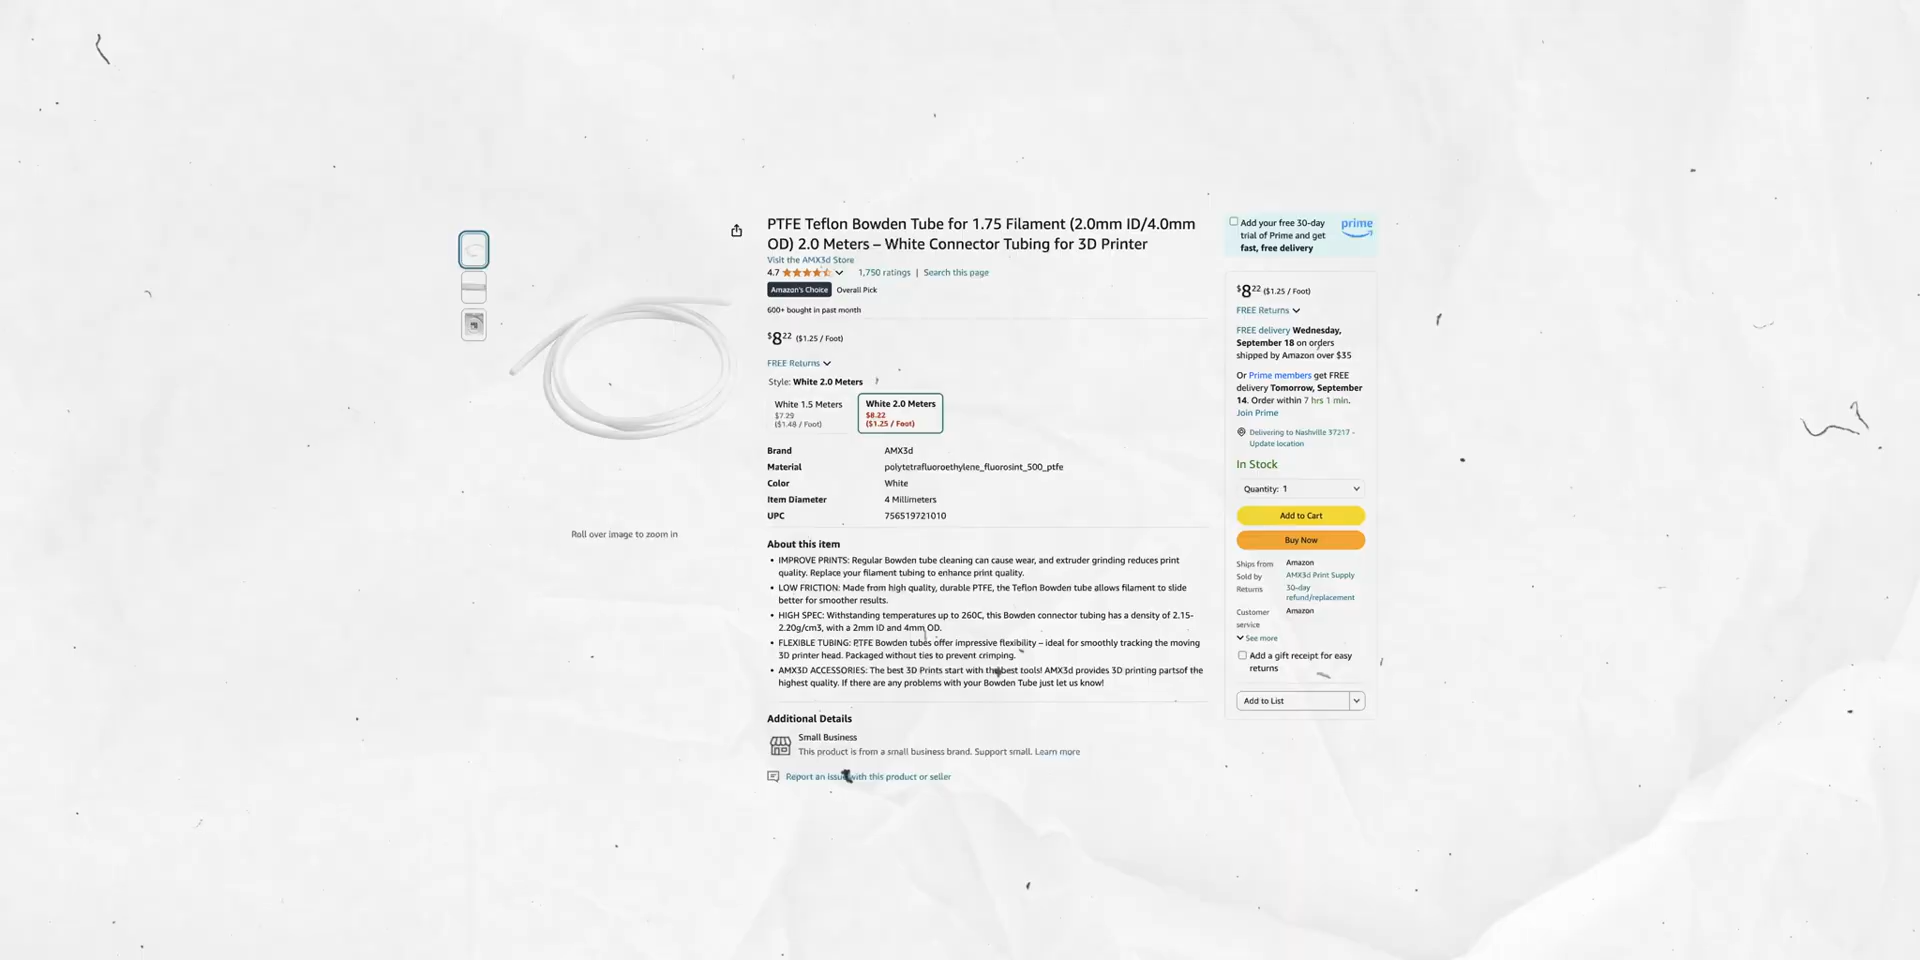 PTFE Teflon Bowden Tube for 1.75 Filament (2.0mm ID/4.0mm
OD) 2.0 Meters – White Connector Tubing for 3D Printer
Visit the AMX3d Store
4.7
1,750 ratings | Search this page
Amazon's Choice Overall Pick
600+ bought in past month
$8 22 ($1.25 / Foot)
FREE Returns
Style: White 2.0 Meters
White 1.5 Meters
$7.29
($1.48 / Foot)
White 2.0 Meters
$8.22
($1.25 / Foot)
Brand AMX3d
Material polytetrafluoroethylene_fluorosint_500_ptfe
Color White
Item Diameter 4 Millimeters
UPC 756519721010
About this item
• IMPROVE PRINTS: Regular Bowden tube cleaning can cause wear, and extruder grinding reduces print
quality. Replace your filament tubing to enhance print quality.
• LOW FRICTION: Made from high quality, durable PTFE, the Teflon Bowden tube allows filament to slide
better for smoother results.
• HIGH SPEC: Withstanding temperatures up to 260C, this Bowden connector tubing has a density of 2.15-
2.20g/cm3, with a 2mm ID and 4mm OD.
• FLEXIBLE TUBING: PTFE Bowden tubes offer impressive flexibility – ideal for smoothly tracking the moving
3D printer head. Packaged without ties to prevent crimping.
• AMX3D ACCESSORIES: The best 3D Prints start with the best tools! AMX3d provides 3D printing partsof the
highest quality. If there are any problems with your Bowden Tube just let us know!
Additional Details
Small Business
This product is from a small business brand. Support small. Learn more
Report an issue with this product or seller
Roll over image to zoom in
Add your free 30-day
trial of Prime and get
fast, free delivery
prime
$8 22 ($1.25 / Foot)
FREE Returns
FREE delivery Wednesday,
September 18 on orders
shipped by Amazon over $35
Or Prime members get FREE
delivery Tomorrow, September
14. Order within 7 hrs 1 min.
Join Prime
Delivering to Nashville 37217 -
Update location
In Stock
Quantity: 1
Add to Cart
Buy Now
Ships from Amazon
Sold by AMX3d Print Supply
Returns 30-day
refund/replacement
Customer
service Amazon
See more
Add a gift receipt for easy
returns
Add to List